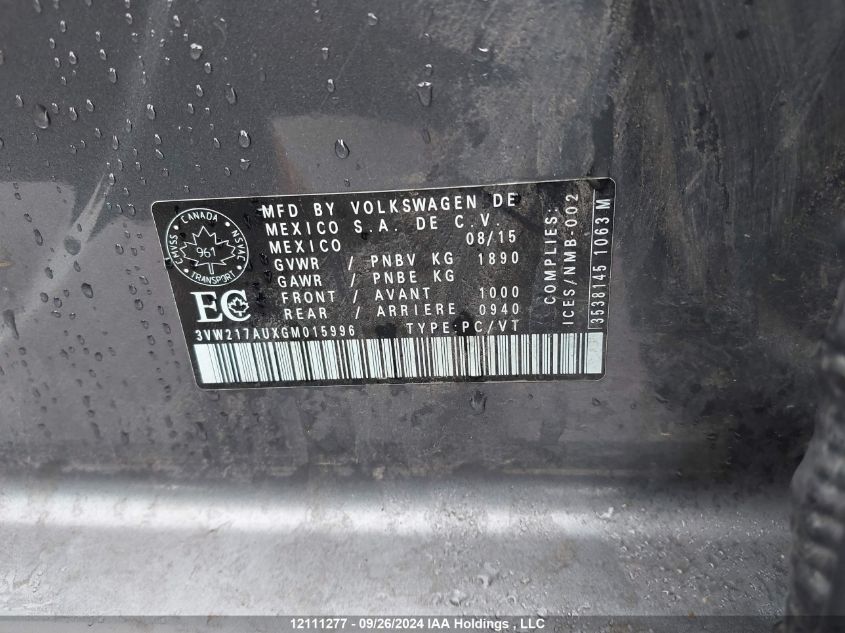 CANADA
CMVSS
NSVAC
961
TRANSPORT
EC
MFD BY VOLKSWAGEN DE
MEXICO S.A. DE C.V.
MEXICO 08/15
GVWR / PNBV KG 1890
GAWR / PNBE KG
FRONT / AVANT 1000
REAR / ARRIERE 0940
3VW217AUXGM015996 TYPE:PC/VT
COMPLIES:
ICES/NMB-002
3538145 1063M
12111277 - 09/26/2024 IAA Holdings , LLC